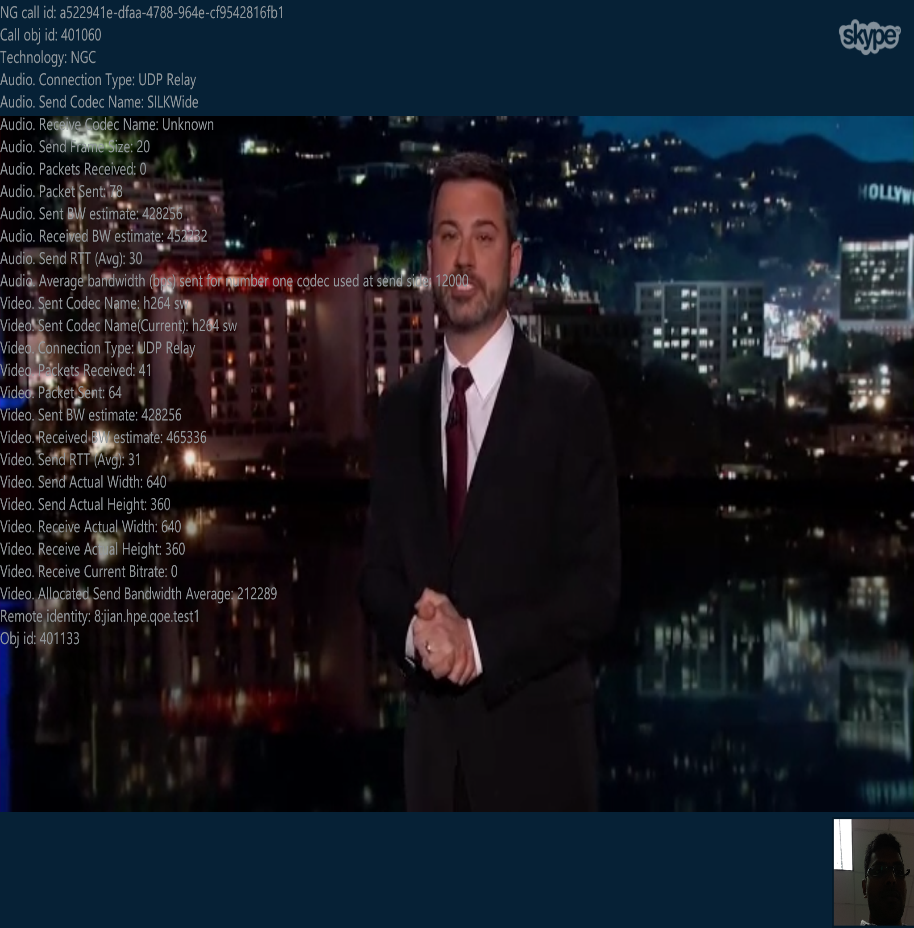 NG call id: a522941e-dfaa-4788-964e-cf9542816fb1
skype
Call obj id: 401060
Technology: NGC
Audio. Connection Type: UDP Relay
Audio. Send Codec Name: SILKWide
Audio. Receive Codec Name: Unknown
Audio. Send Frame Size: 20
Audio. Packets Received: 0
Audio. Packet Sent: 78
HOLLYW
Audio. Sent BW estimate: 428256
Audio. Received BW estimate: 452232
Audio. Send RTT (Avg): 30
Audio. Average bandwidth (bps) sent for number one codec used at send side: 12000
Video. Sent Codec Name: h264 sw
Video. Sent Codec Name(Current): h264 sw
Video. Connection Type: UDP Relay
Video. Packets Received: 41
Video. Packet Sent: 64
Video. Sent BW estimate: 428256
Video. Received BW estimate: 465336
Video. Send RTT (Avg): 31
Video. Send Actual Width: 640
Video. Send Actual Height: 360
Video. Receive Actual Width: 640
Video. Receive Actual Height: 360
Video. Receive Current Bitrate: 0
Video. Allocated Send Bandwidth Average: 212289
Remote identity: 8:jian.hpe.qoe.test1
Obj id: 401133